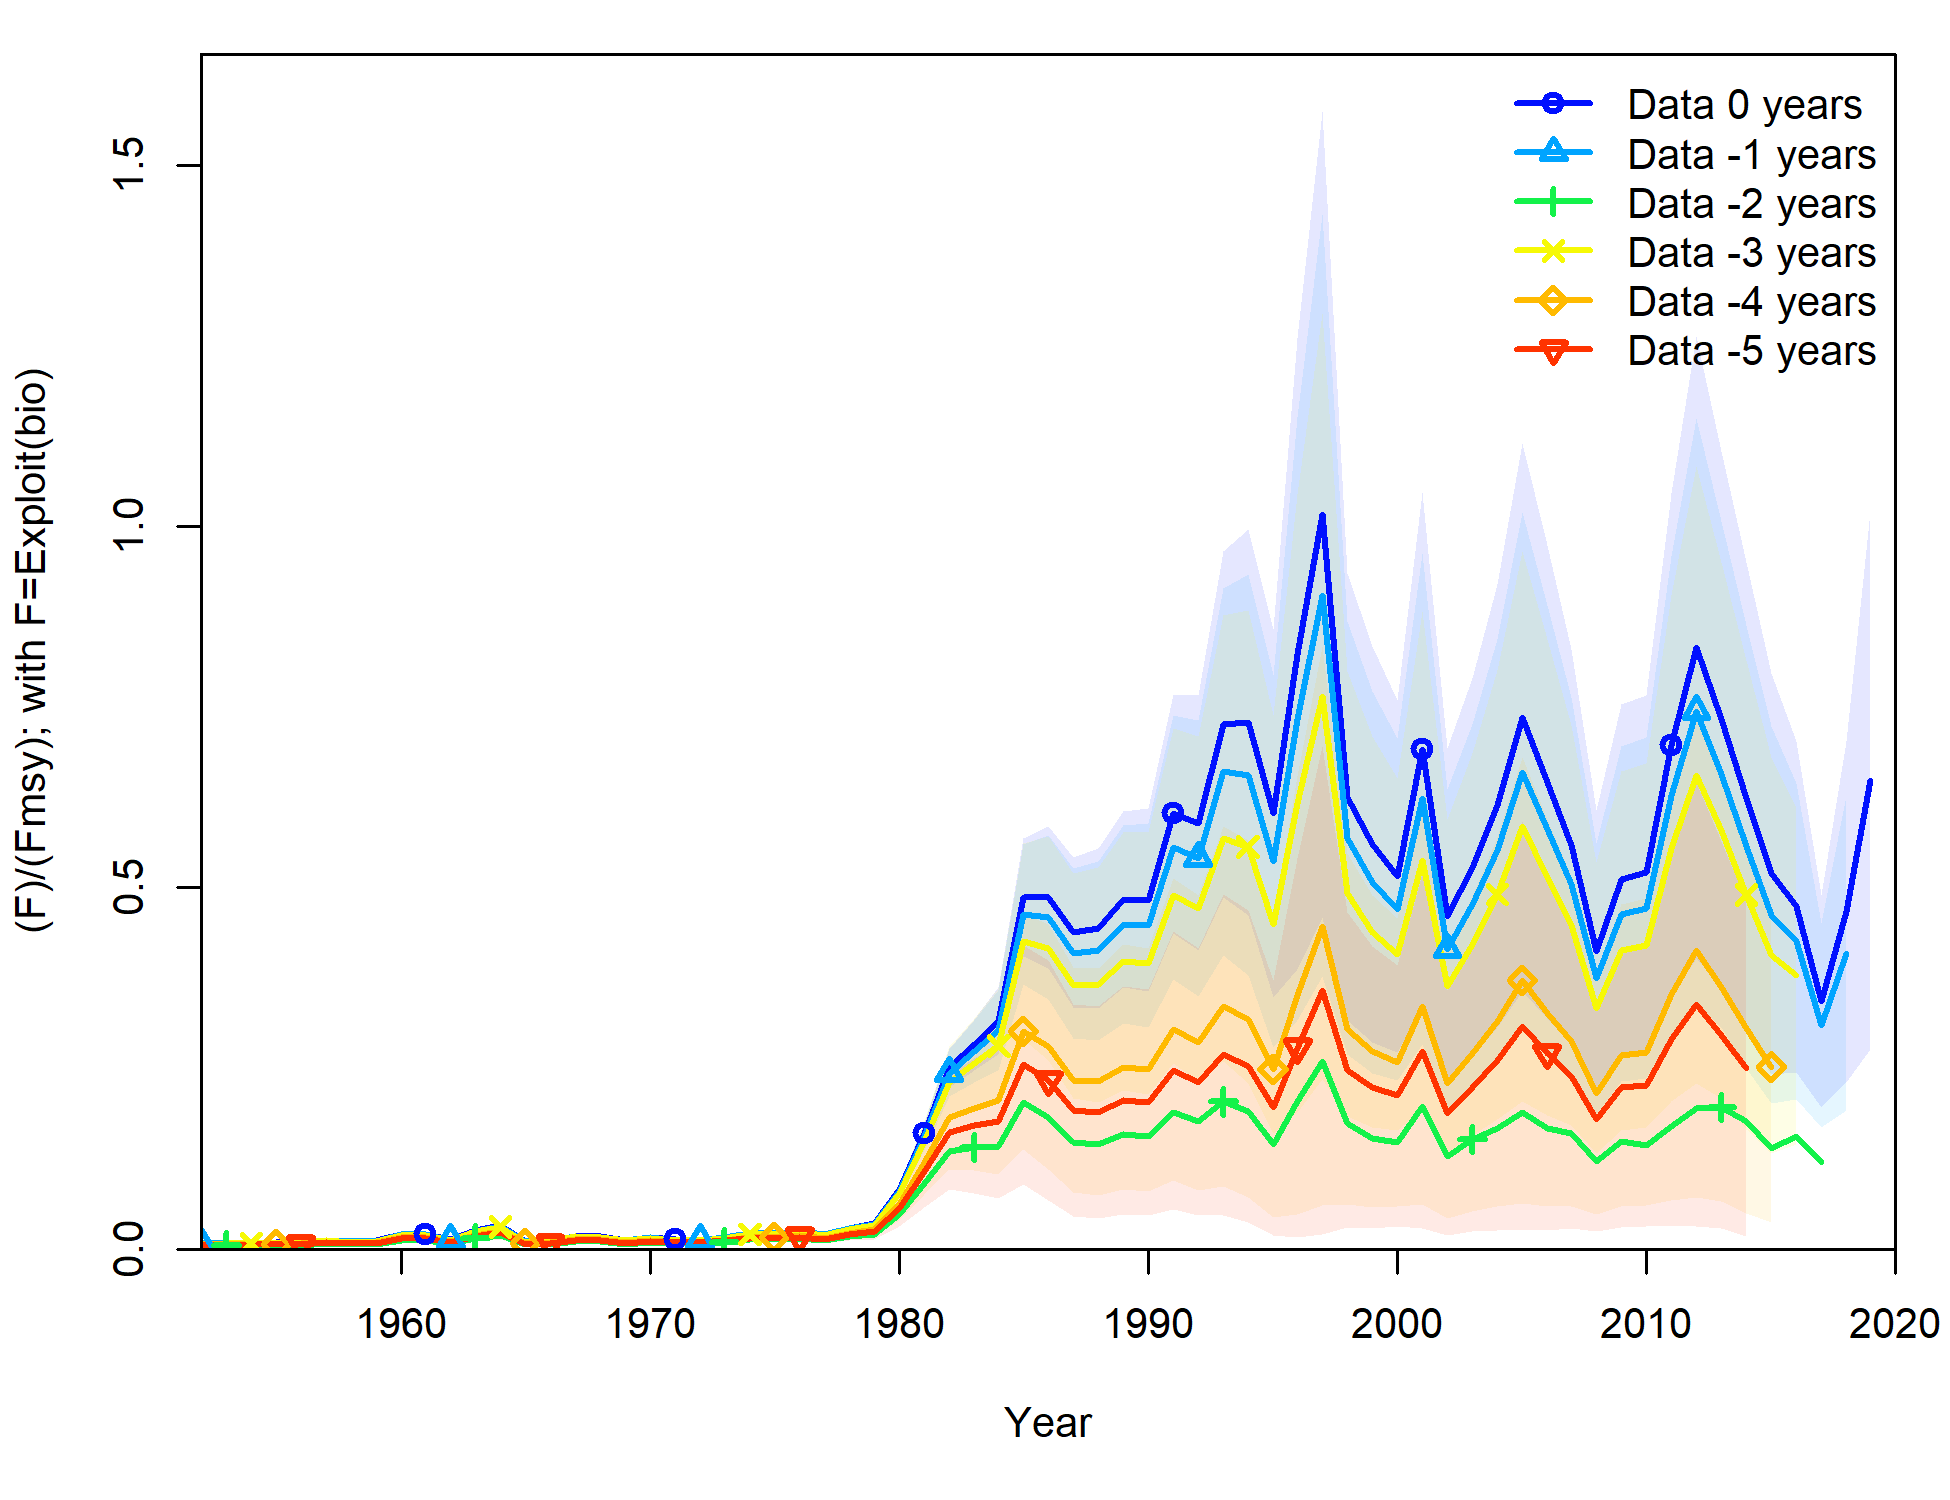 Data 0 years
Data -1 years
Data -2 years
Data -3 years
Data -4 years
Data -5 years
(F)/(Fmsy); with F=Exploit(bio)
1.5
1.0
0.5
0.0
1960 1970 1980 1990 2000 2010 2020
Year